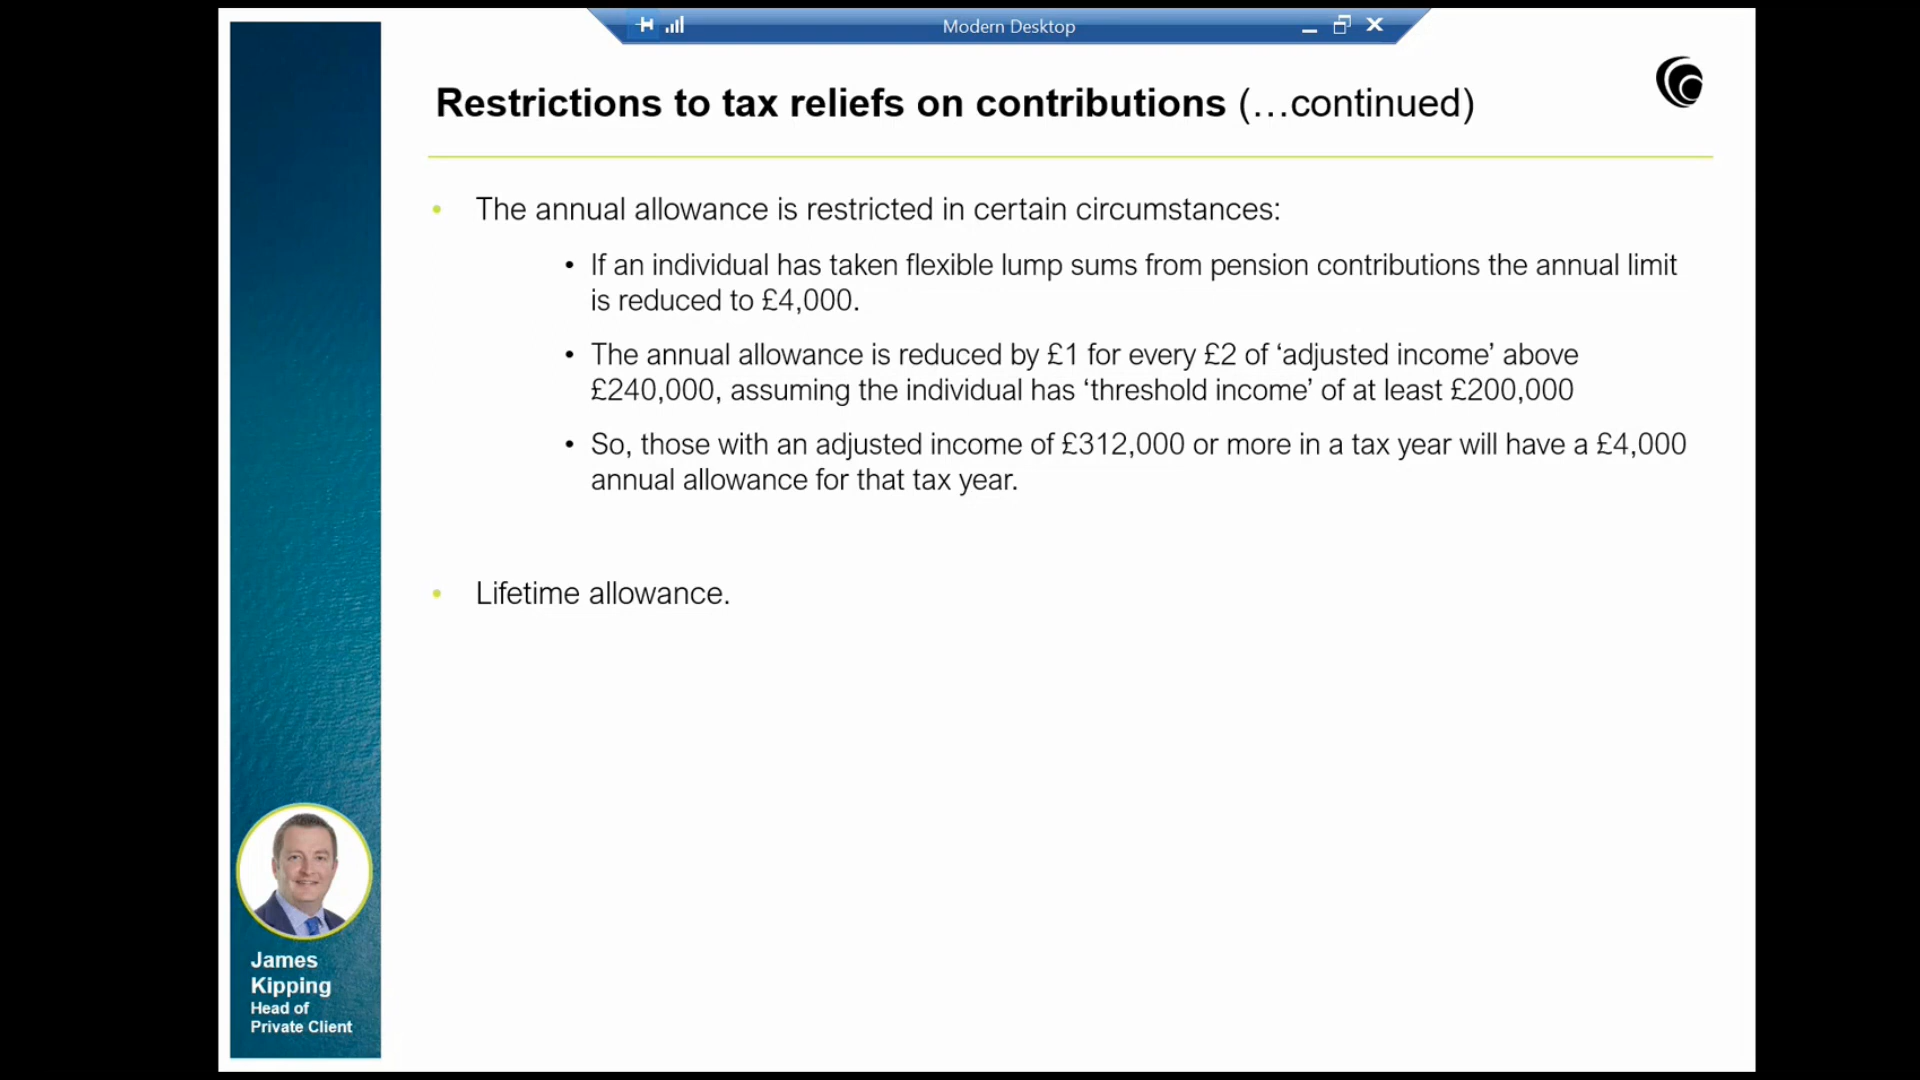 Modern Desktop
Restrictions to tax reliefs on contributions (…continued)
• The annual allowance is restricted in certain circumstances:
• If an individual has taken flexible lump sums from pension contributions the annual limit
is reduced to £4,000.
• The annual allowance is reduced by £1 for every £2 of ‘adjusted income’ above
£240,000, assuming the individual has ‘threshold income’ of at least £200,000
• So, those with an adjusted income of £312,000 or more in a tax year will have a £4,000
annual allowance for that tax year.
• Lifetime allowance.
James
Kipping
Head of
Private Client